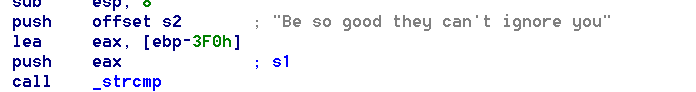 sub esp, 8
push offset s2 ; "Be so good they can't ignore you"
lea eax, [ebp-3F0h]
push eax ; s1
call _strcmp